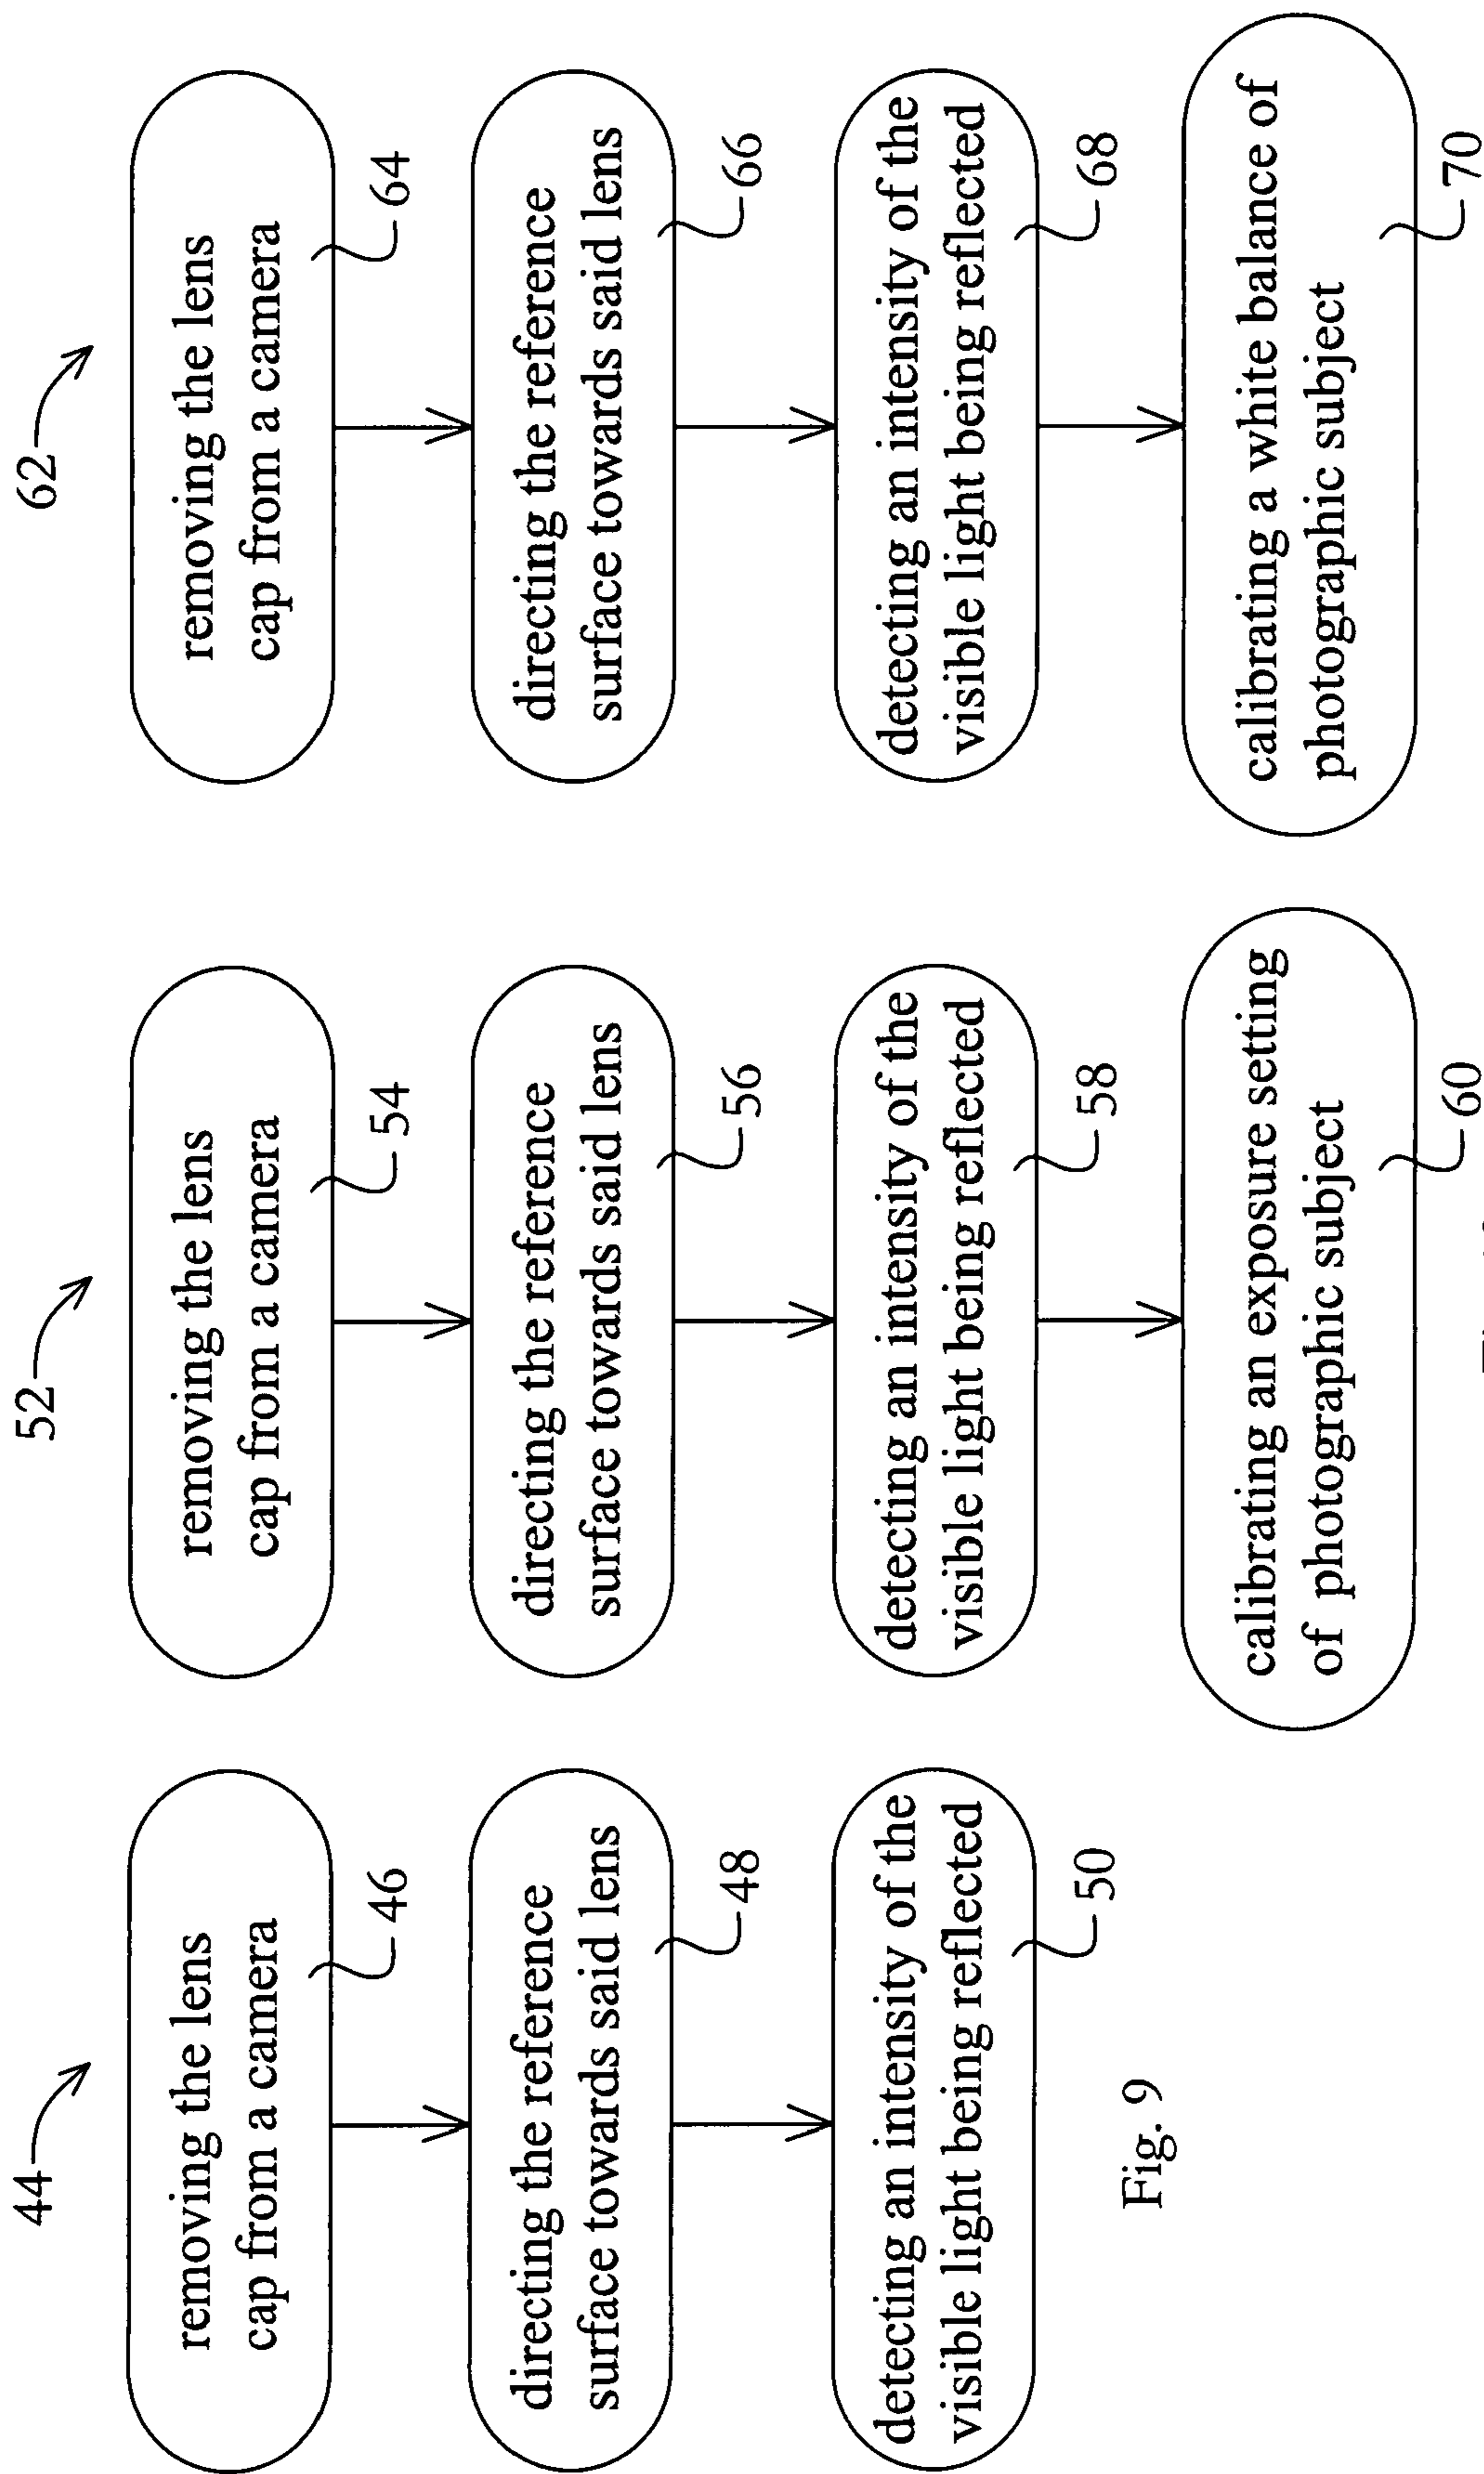 44
removing the lens
cap from a camera
46
directing the reference
surface towards said lens
48
detecting an intensity of the
visible light being reflected
50
Fig. 9
52
removing the lens
cap from a camera
54
directing the reference
surface towards said lens
56
detecting an intensity of the
visible light being reflected
58
calibrating an exposure setting
of photographic subject
60
62
removing the lens
cap from a camera
64
directing the reference
surface towards said lens
66
detecting an intensity of the
visible light being reflected
68
calibrating a white balance of
photographic subject
70